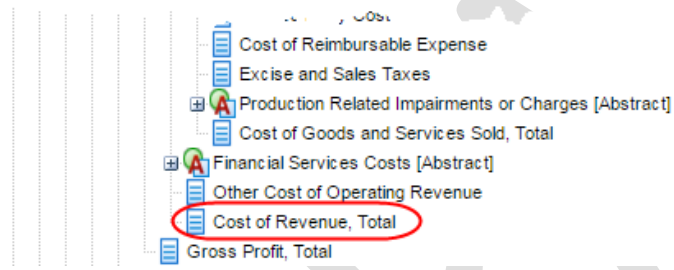 Cost
Cost of Reimbursable Expense
Excise and Sales Taxes
Production Related Impairments or Charges [Abstract]
Cost of Goods and Services Sold, Total
Financial Services Costs [Abstract]
Other Cost of Operating Revenue
Cost of Revenue, Total
Gross Profit, Total